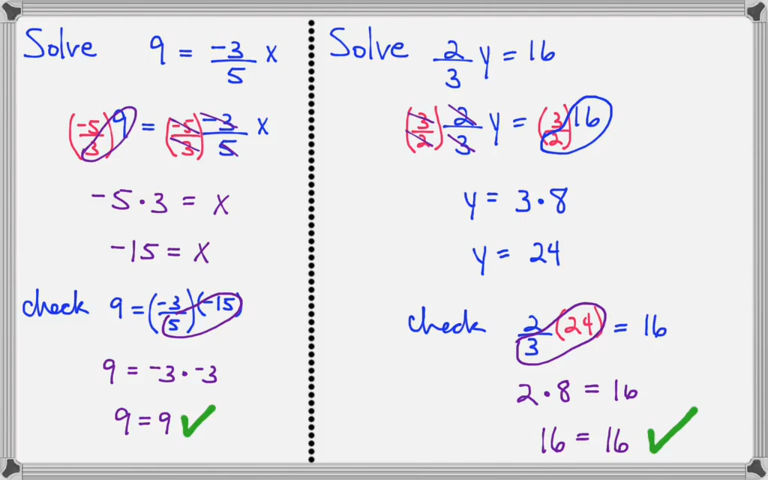 Solve 9 = -3/5 x
(-5/3) 9 = (-5/3) -3/5 x
-5 · 3 = x
-15 = x
check 9 = (-3/5)(-15)
9 = -3 · -3
9 = 9 ✓
Solve 2/3 y = 16
(3/2) 2/3 y = (3/2) 16
y = 3 · 8
y = 24
check 2/3 (24) = 16
2 · 8 = 16
16 = 16 ✓